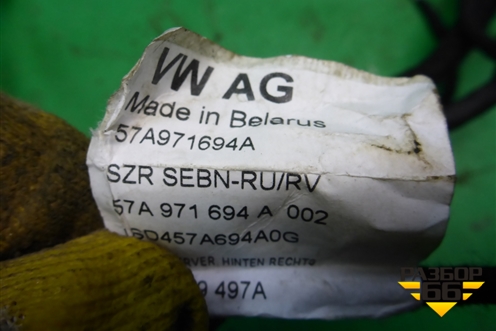 VW AG
Made in Belarus
57A971694A
SZR SEBN-RU/RV
57A 971 694 A 002
BD457A694A0G
HINTEN RECHTS
497A
РАЗБОР
66